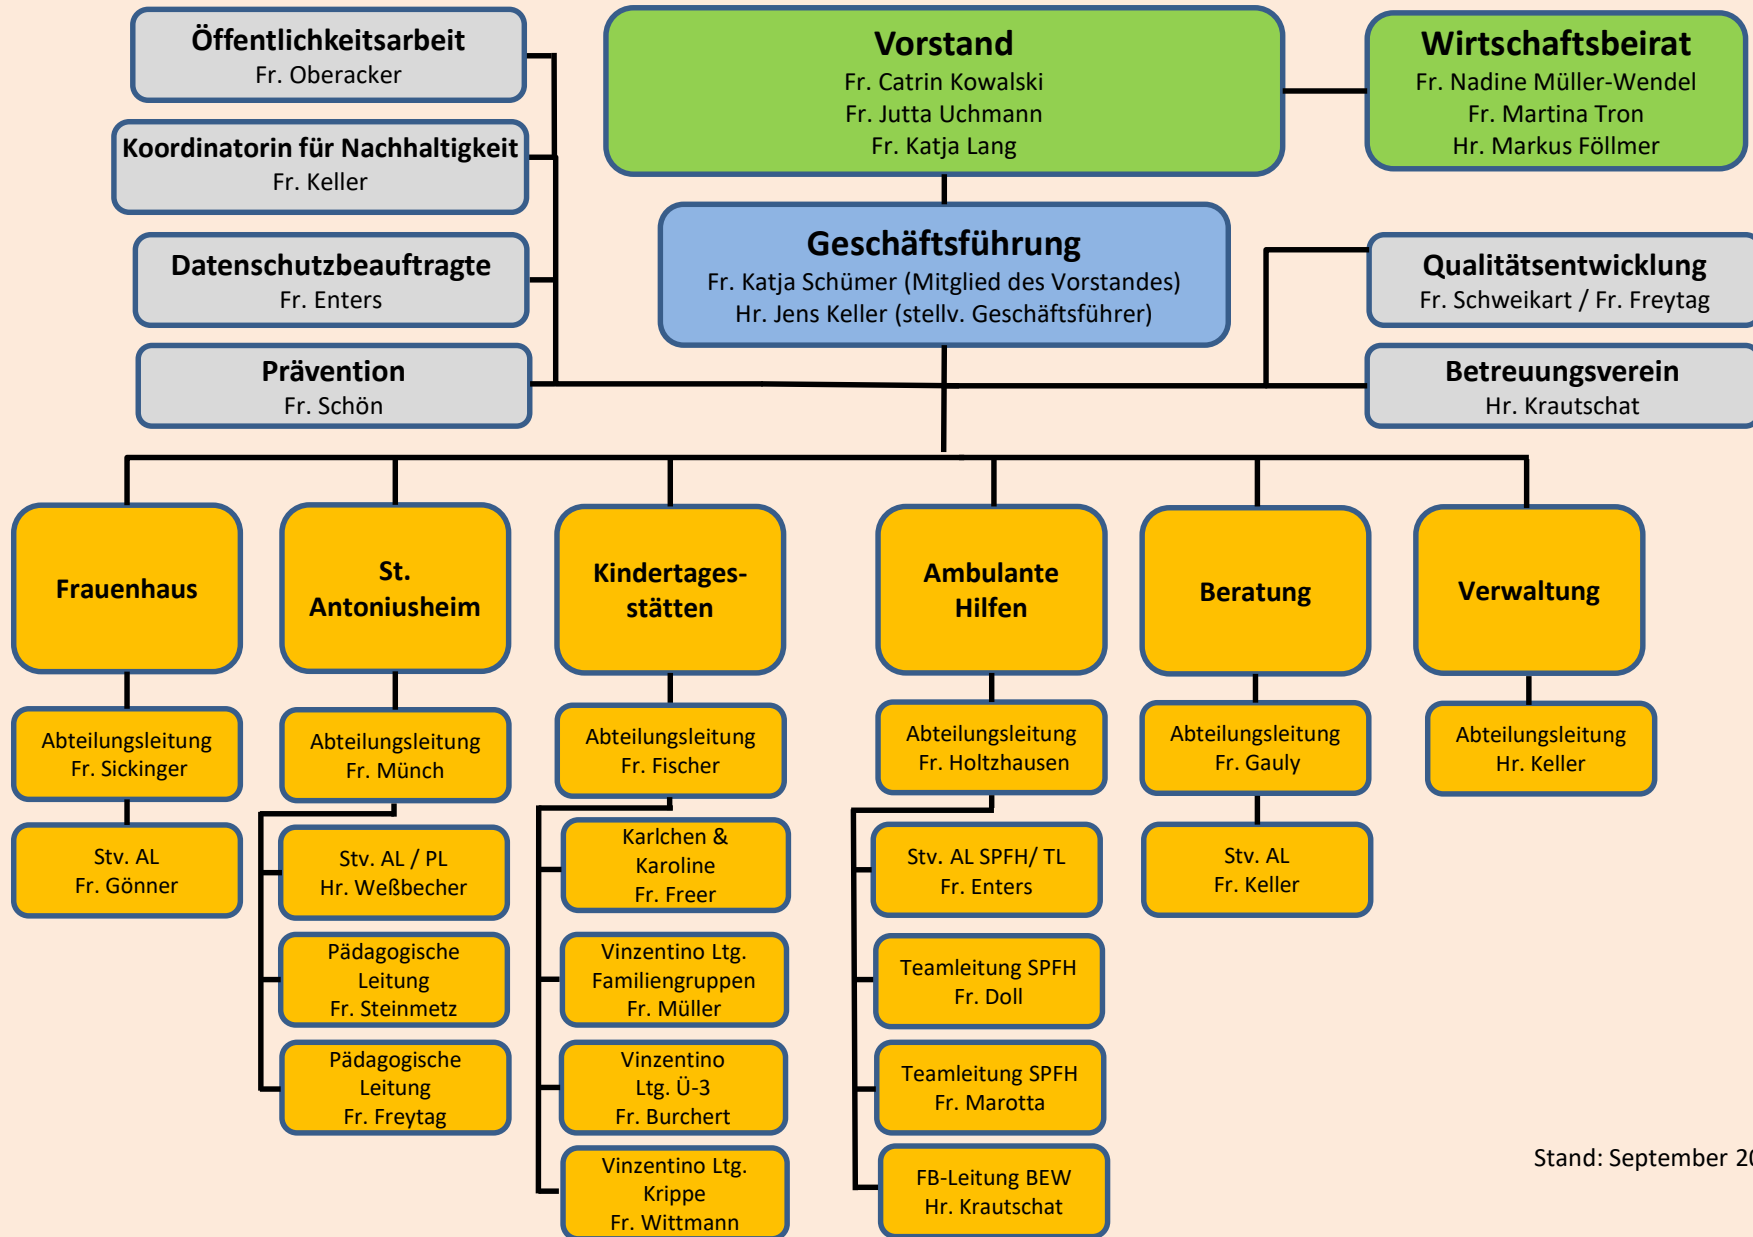 Öffentlichkeitsarbeit
Fr. Oberacker
Koordinatorin für Nachhaltigkeit
Fr. Keller
Datenschutzbeauftragte
Fr. Enters
Prävention
Fr. Schön
Vorstand
Fr. Catrin Kowalski
Fr. Jutta Uchmann
Fr. Katja Lang
Wirtschaftsbeirat
Fr. Nadine Müller-Wendel
Fr. Martina Tron
Hr. Markus Föllmer
Geschäftsführung
Fr. Katja Schümer (Mitglied des Vorstandes)
Hr. Jens Keller (stellv. Geschäftsführer)
Qualitätsentwicklung
Fr. Schweikart / Fr. Freytag
Betreuungsverein
Hr. Krautschat
Frauenhaus
Abteilungsleitung
Fr. Sickinger
Stv. AL
Fr. Gönner
St.
Antoniusheim
Abteilungsleitung
Fr. Münch
Stv. AL / PL
Hr. Weßbecher
Pädagogische
Leitung
Fr. Steinmetz
Pädagogische
Leitung
Fr. Freytag
Kindertages-
stätten
Abteilungsleitung
Fr. Fischer
Karlchen &
Karoline
Fr. Freer
Vinzentino Ltg.
Familiengruppen
Fr. Müller
Vinzentino
Ltg. Ü-3
Fr. Burchert
Vinzentino Ltg.
Krippe
Fr. Wittmann
Ambulante
Hilfen
Abteilungsleitung
Fr. Holtzhausen
Stv. AL SPFH/ TL
Fr. Enters
Teamleitung SPFH
Fr. Doll
Teamleitung SPFH
Fr. Marotta
FB-Leitung BEW
Hr. Krautschat
Beratung
Abteilungsleitung
Fr. Gauly
Stv. AL
Fr. Keller
Verwaltung
Abteilungsleitung
Hr. Keller
Stand: September